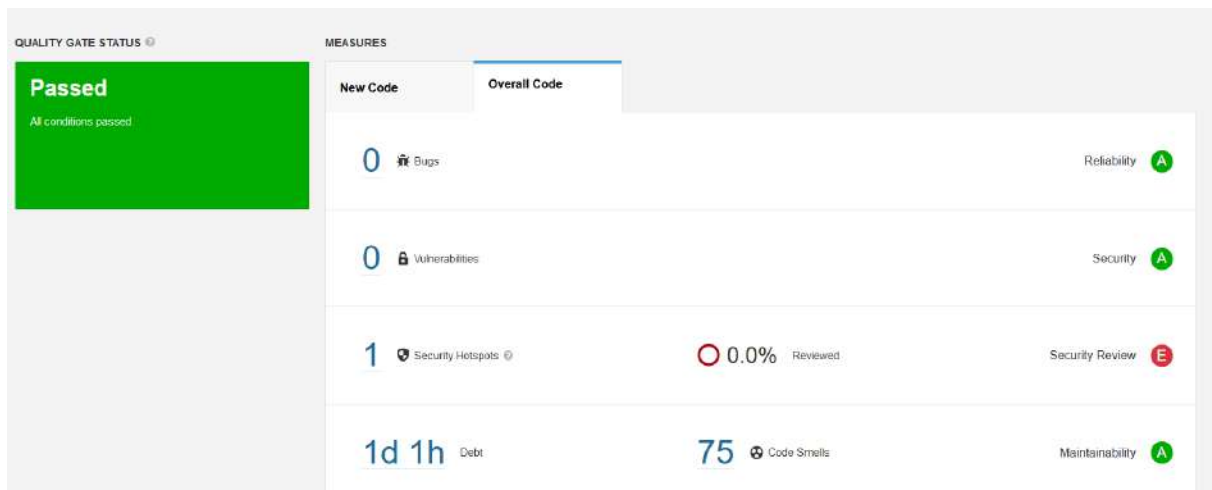 QUALITY GATE STATUS
MEASURES
Passed
All conditions passed.
New Code
Overall Code
0 Bugs
Reliability A
0 Vulnerabilities
Security A
1 Security Hotspots
0.0% Reviewed
Security Review E
1d 1h Debt
75 Code Smells
Maintainability A